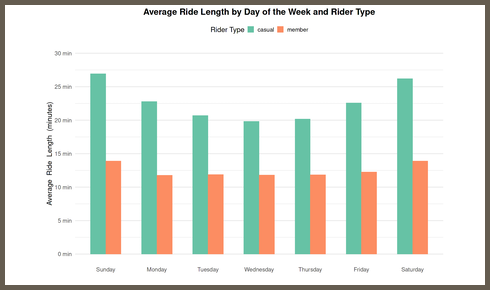 Average Ride Length by Day of the Week and Rider Type
Rider Type casual member
Average Ride Length (minutes)
30 min
25 min
20 min
15 min
10 min
5 min
0 min
Sunday Monday Tuesday Wednesday Thursday Friday Saturday